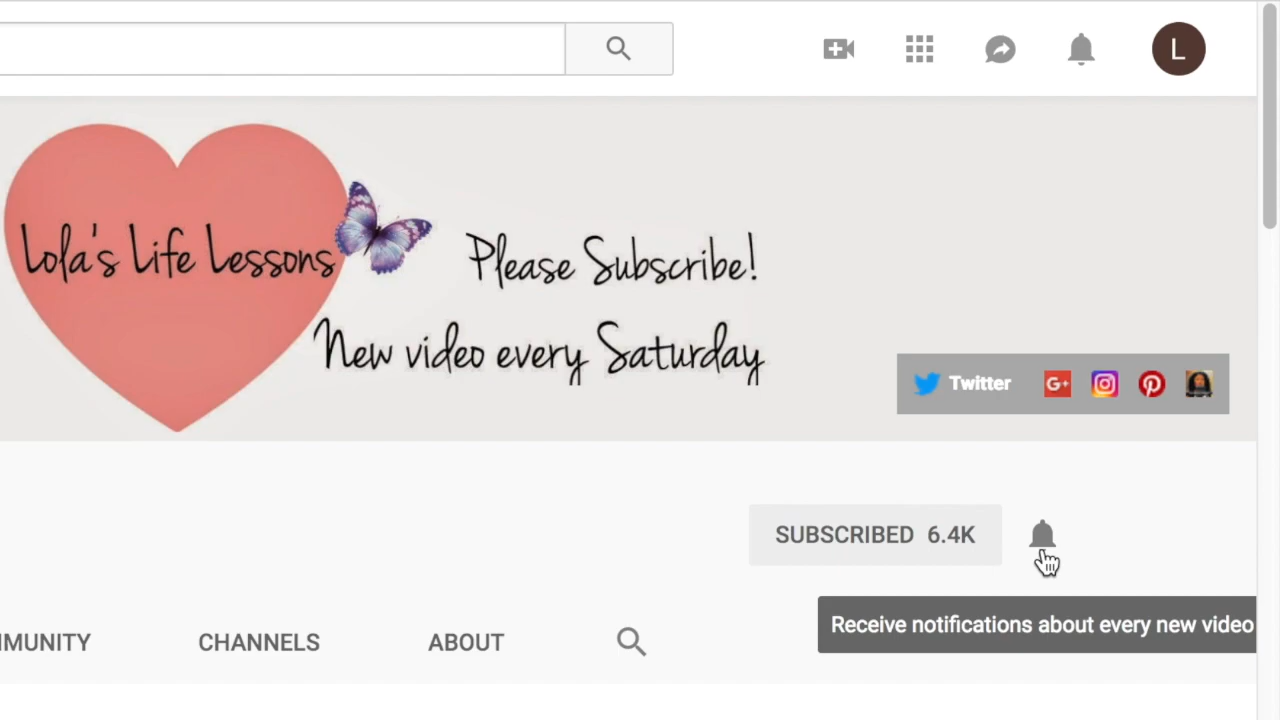 L
Lola's Life Lessons
Please Subscribe!
New video every Saturday
Twitter G+
SUBSCRIBED 6.4K
Receive notifications about every new video
MMUNITY CHANNELS ABOUT